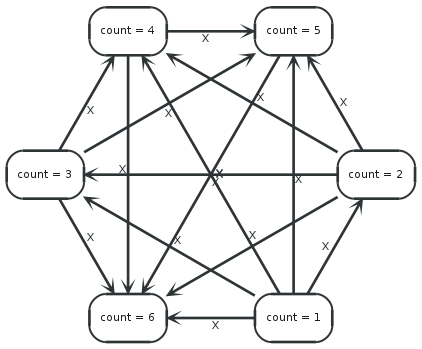 count = 4
X
count = 5
X
X
X
X
count = 3
X
X
X
X
X
count = 2
X
X
X
X
count = 6
X
count = 1